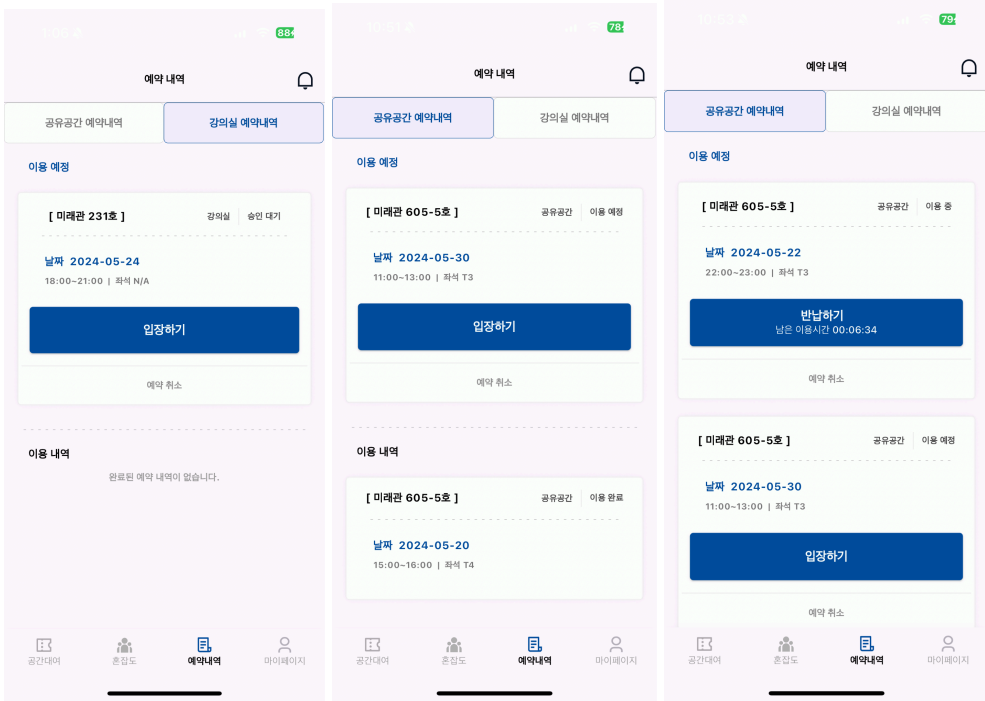 88
예약 내역
공유공간 예약내역
강의실 예약내역
이용 예정
[ 미래관 231호 ]
강의실
승인 대기
날짜 2024-05-24
18:00~21:00 | 좌석 N/A
입장하기
예약 취소
이용 내역
완료된 예약 내역이 없습니다.
공간대여
혼잡도
예약내역
마이페이지
78
예약 내역
공유공간 예약내역
강의실 예약내역
이용 예정
[ 미래관 605-5호 ]
공유공간
이용 예정
날짜 2024-05-30
11:00~13:00 | 좌석 T3
입장하기
예약 취소
이용 내역
[ 미래관 605-5호 ]
공유공간
이용 완료
날짜 2024-05-20
15:00~16:00 | 좌석 T4
공간대여
혼잡도
예약내역
마이페이지
10:53
79
예약 내역
공유공간 예약내역
강의실 예약내역
이용 예정
[ 미래관 605-5호 ]
공유공간
이용 중
날짜 2024-05-22
22:00~23:00 | 좌석 T3
반납하기
남은 이용시간 00:06:34
예약 취소
[ 미래관 605-5호 ]
공유공간
이용 예정
날짜 2024-05-30
11:00~13:00 | 좌석 T3
입장하기
예약 취소
공간대여
혼잡도
예약내역
마이페이지